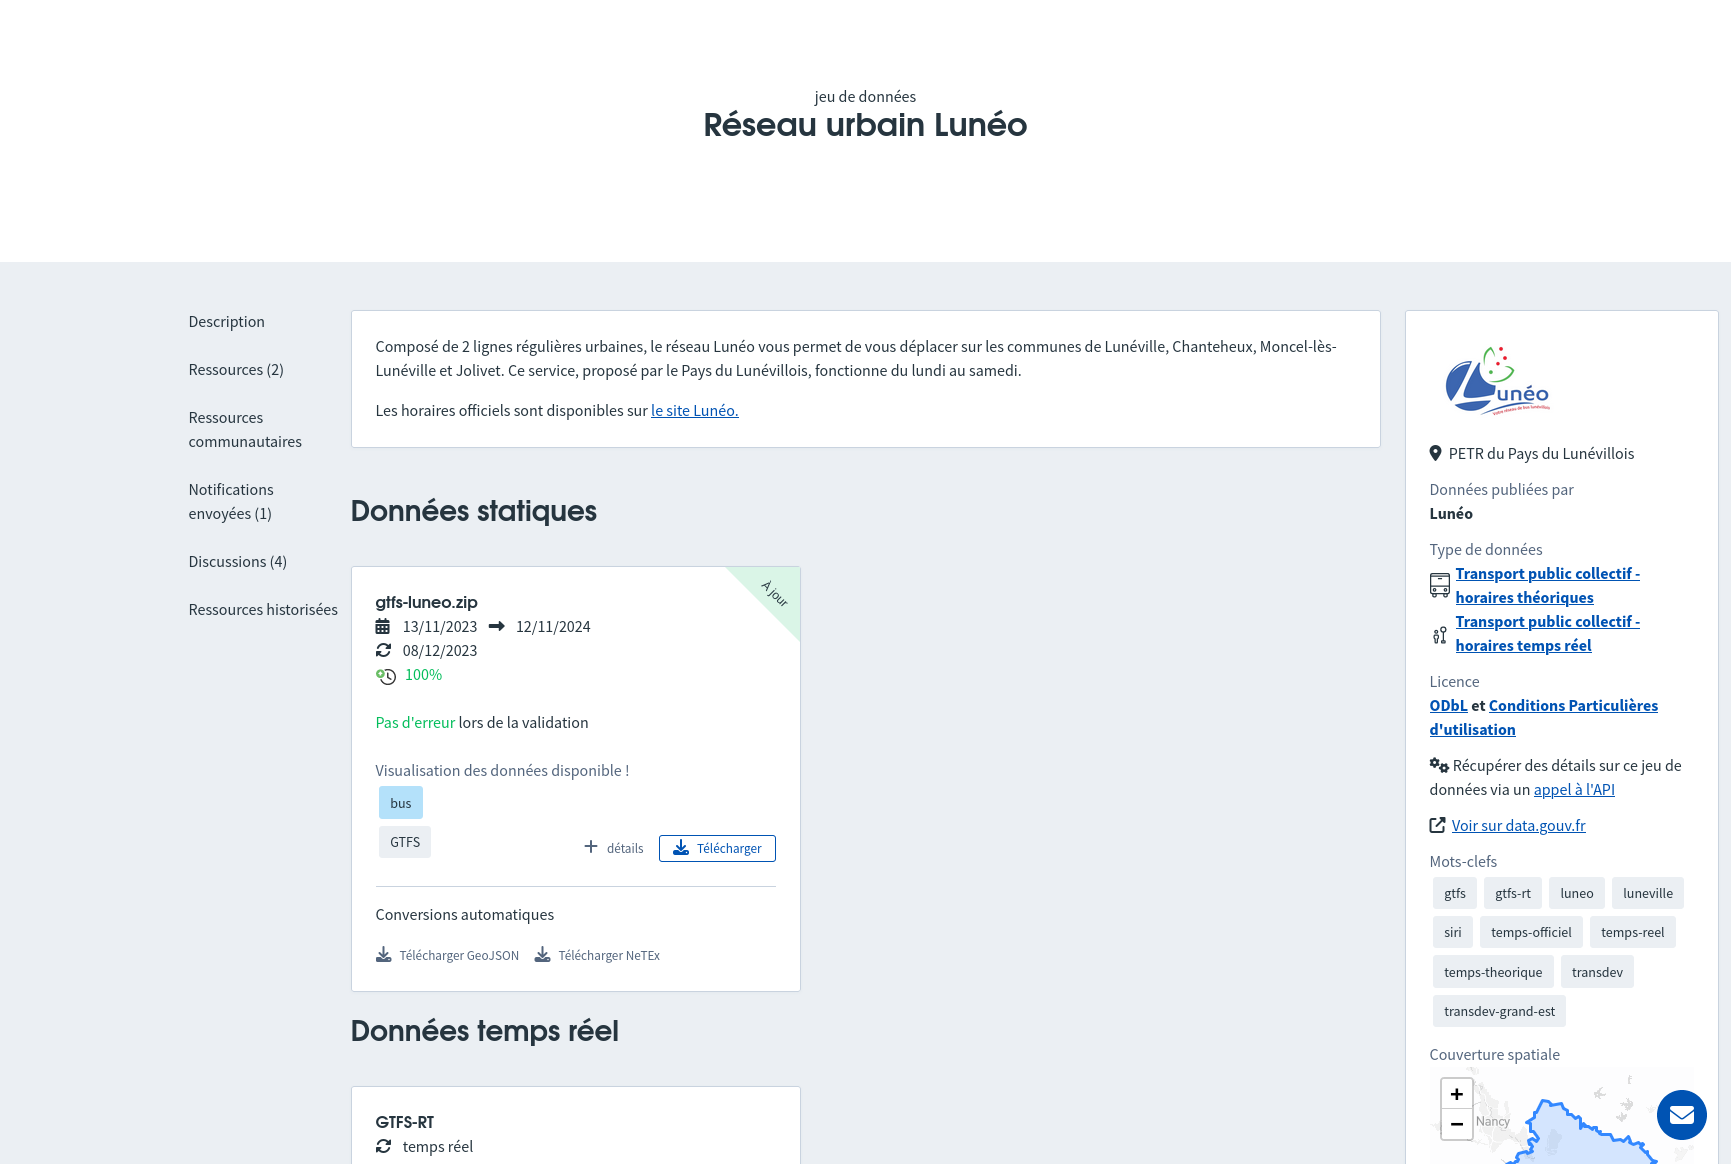 jeu de données
Réseau urbain Lunéo
Description
Ressources (2)
Ressources
communautaires
Notifications
envoyées (1)
Discussions (4)
Ressources historisées
Composé de 2 lignes régulières urbaines, le réseau Lunéo vous permet de vous déplacer sur les communes de Lunéville, Chanteheux, Moncel-lès-
Lunéville et Jolivet. Ce service, proposé par le Pays du Lunévillois, fonctionne du lundi au samedi.
Les horaires officiels sont disponibles sur le site Lunéo.
Données statiques
À jour
gtfs-luneo.zip
13/11/2023 12/11/2024
08/12/2023
100%
Pas d'erreur lors de la validation
Visualisation des données disponible !
bus
GTFS
détails Télécharger
Conversions automatiques
Télécharger GeoJSON Télécharger NeTEx
Données temps réel
GTFS-RT
temps réel
Lunéo
PETR du Pays du Lunévillois
Données publiées par
Lunéo
Type de données
Transport public collectif -
horaires théoriques
Transport public collectif -
horaires temps réel
Licence
ODbL et Conditions Particulières
d'utilisation
Récupérer des détails sur ce jeu de
données via un appel à l'API
Voir sur data.gouv.fr
Mots-clefs
gtfs gtfs-rt luneo luneville
siri temps-officiel temps-reel
temps-theorique transdev
transdev-grand-est
Couverture spatiale
+
Nancy
−